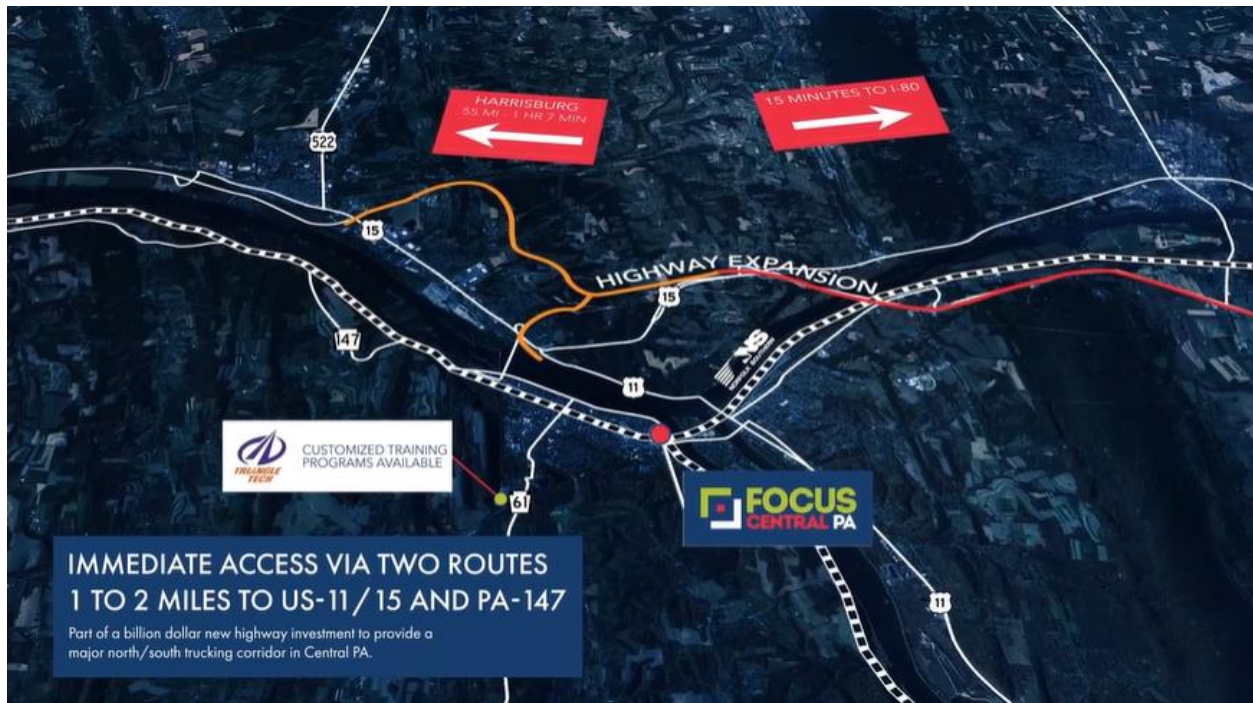 HARRISBURG
55 MI - 1 HR 7 MIN
15 MINUTES TO I-80
522
15
HIGHWAY EXPANSION
15
147
NS
NORFOLK SOUTHERN
11
TRIANGLE
TECH
CUSTOMIZED TRAINING
PROGRAMS AVAILABLE
61
FOCUS
CENTRAL PA
11
IMMEDIATE ACCESS VIA TWO ROUTES
1 TO 2 MILES TO US-11/15 AND PA-147
Part of a billion dollar new highway investment to provide a
major north/south trucking corridor in Central PA.